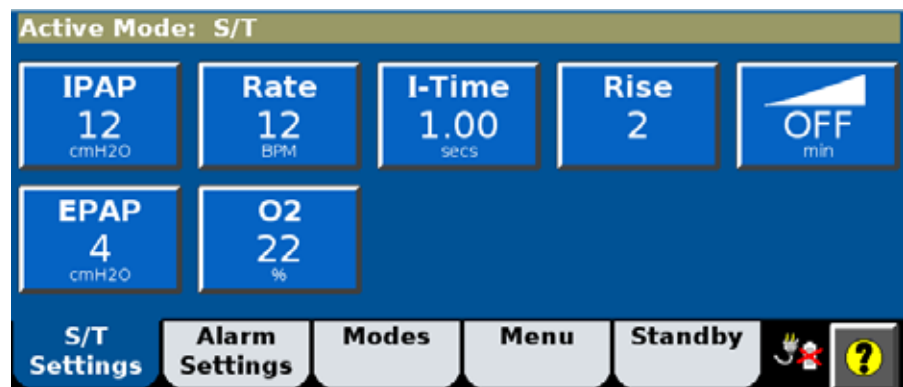 Active Mode: S/T
IPAP
12
cmH2O
Rate
12
BPM
I-Time
1.00
secs
Rise
2
OFF
min
EPAP
4
cmH2O
O2
22
%
S/T
Settings
Alarm
Settings
Modes
Menu
Standby
?